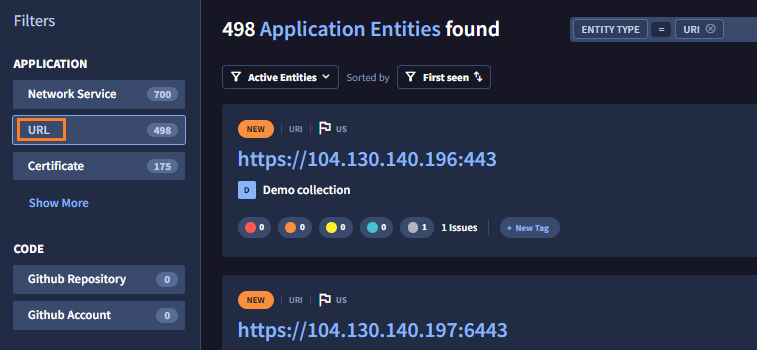 Filters
APPLICATION
Network Service 700
URL 498
Certificate 175
Show More
CODE
Github Repository 0
Github Account 0
498 Application Entities found
ENTITY TYPE = URI
Active Entities Sorted by First seen
NEW URI US
https://104.130.140.196:443
D Demo collection
0 0 0 0 1 1 Issues + New Tag
NEW URI US
https://104.130.140.197:6443